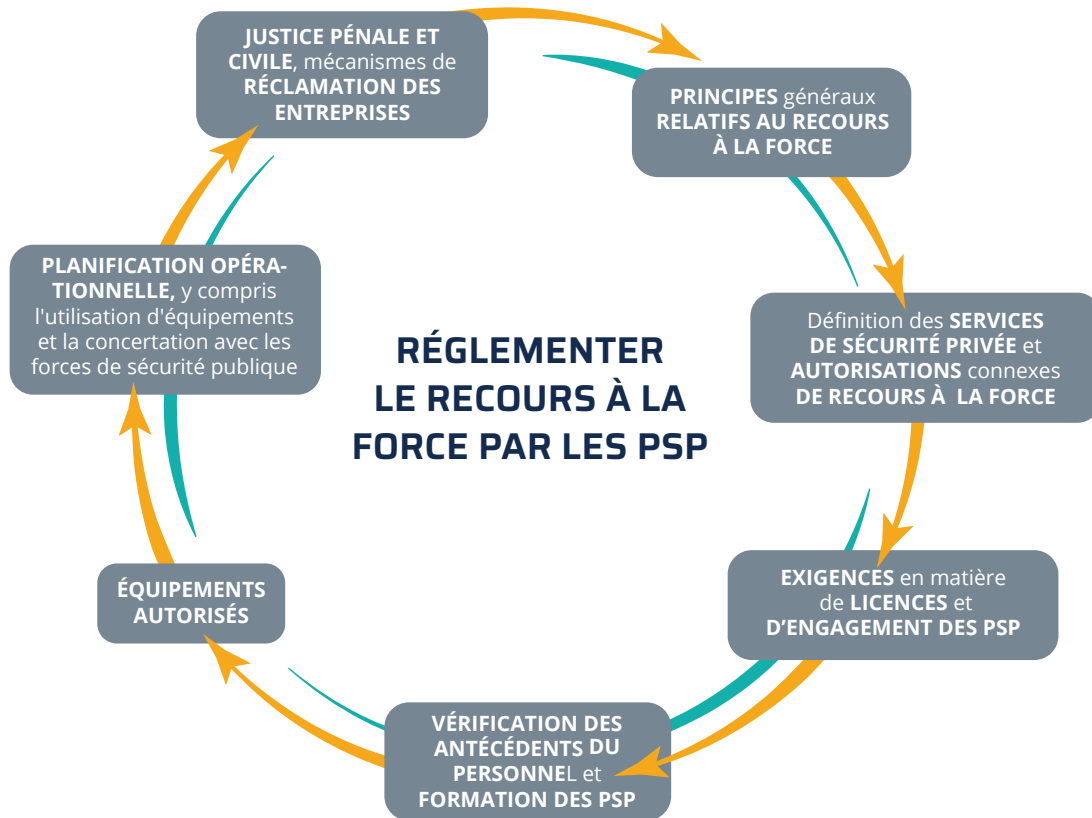 JUSTICE PÉNALE ET
CIVILE, mécanismes de
RÉCLAMATION DES
ENTREPRISES
PRINCIPES généraux
RELATIFS AU RECOURS
À LA FORCE
Définition des SERVICES
DE SÉCURITÉ PRIVÉE et
AUTORISATIONS connexes
DE RECOURS À LA FORCE
EXIGENCES en matière
de LICENCES et
D’ENGAGEMENT DES PSP
VÉRIFICATION DES
ANTÉCÉDENTS DU
PERSONNEL et
FORMATION DES PSP
ÉQUIPEMENTS
AUTORISÉS
PLANIFICATION OPÉRA-
TIONNELLE, y compris
l'utilisation d'équipements
et la concertation avec les
forces de sécurité publique
RÉGLEMENTER
LE RECOURS À LA
FORCE PAR LES PSP